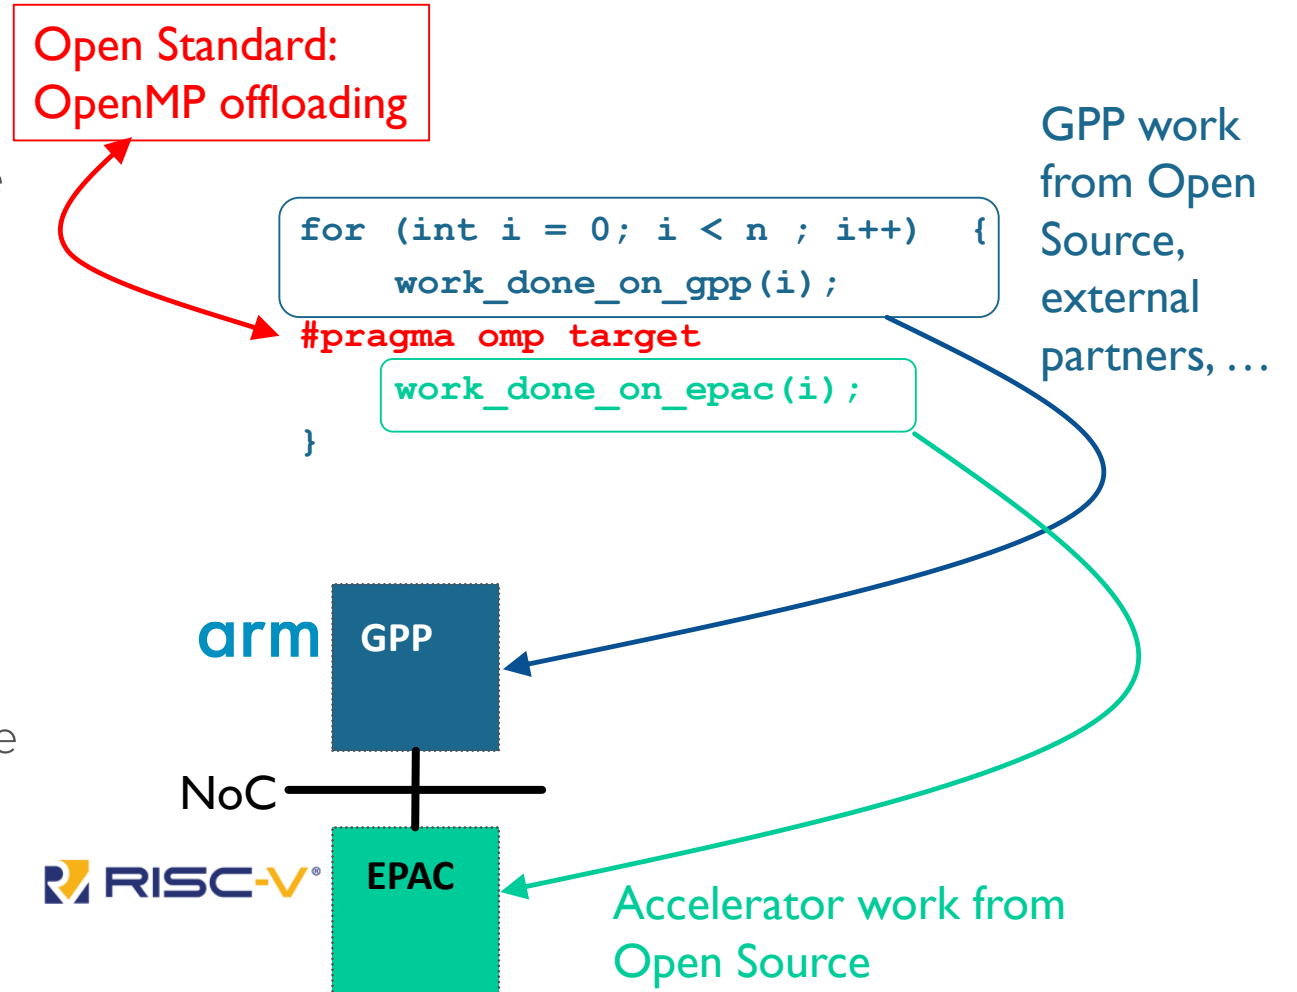 Open Standard:
OpenMP offloading
e
GPP work
from Open
Source,
external
partners, …
for (int i = 0; i < n ; i++) {
work_done_on_gpp(i);
#pragma omp target
work_done_on_epac(i);
}
arm
GPP
e
NoC
RISC-V®
EPAC
Accelerator work from
Open Source